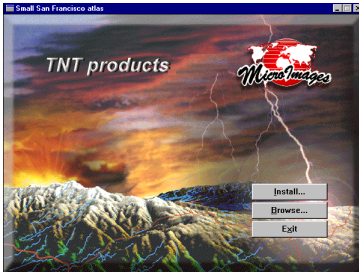 Small San Francisco atlas
TNT products
MicroImages
Install...
Browse...
Exit